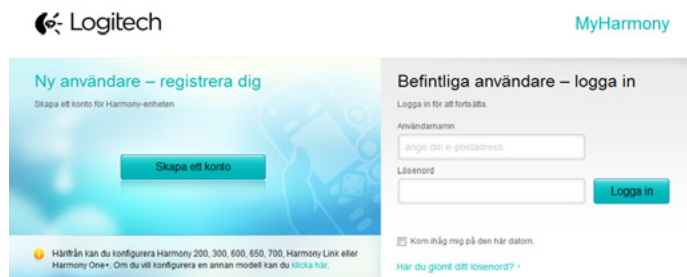 Logitech
MyHarmony
Ny användare – registrera dig
Skapa ett konto för Harmony-enheten
Skapa ett konto
Härifrån kan du konfigurera Harmony 200, 300, 600, 650, 700, Harmony Link eller
Harmony One+. Om du vill konfigurera en annan modell kan du klicka här.
Befintliga användare – logga in
Logga in för att fortsätta.
Användarnamn
ange din e-postadress
Lösenord
Logga in
Kom ihåg mig på den här datorn.
Har du glömt ditt lösenord? ›